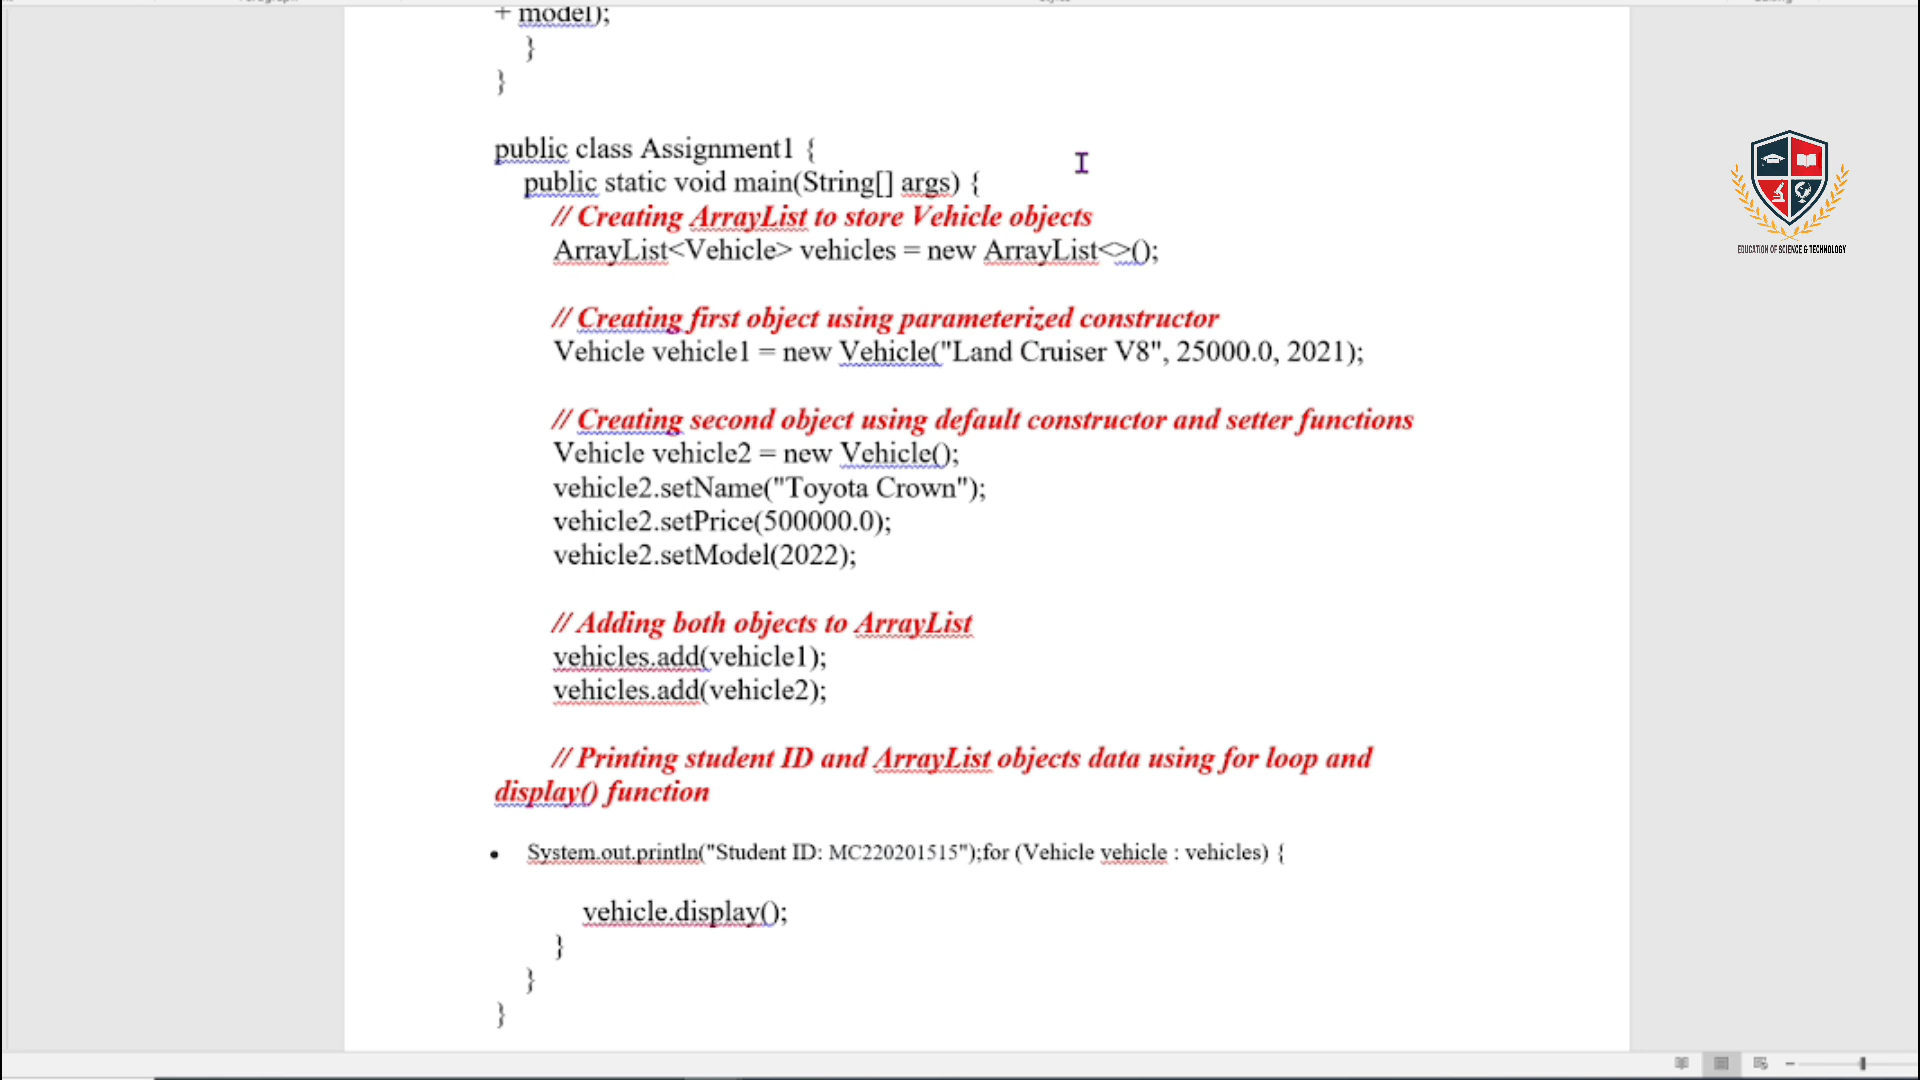 + model);
}
}
public class Assignment1 {
public static void main(String[] args) {
// Creating ArrayList to store Vehicle objects
ArrayList<Vehicle> vehicles = new ArrayList<>();
// Creating first object using parameterized constructor
Vehicle vehicle1 = new Vehicle("Land Cruiser V8", 25000.0, 2021);
// Creating second object using default constructor and setter functions
Vehicle vehicle2 = new Vehicle();
vehicle2.setName("Toyota Crown");
vehicle2.setPrice(500000.0);
vehicle2.setModel(2022);
// Adding both objects to ArrayList
vehicles.add(vehicle1);
vehicles.add(vehicle2);
// Printing student ID and ArrayList objects data using for loop and
display() function
• System.out.println("Student ID: MC220201515");for (Vehicle vehicle : vehicles) {
vehicle.display();
}
}
}
EDUCATION OF SCIENCE & TECHNOLOGY